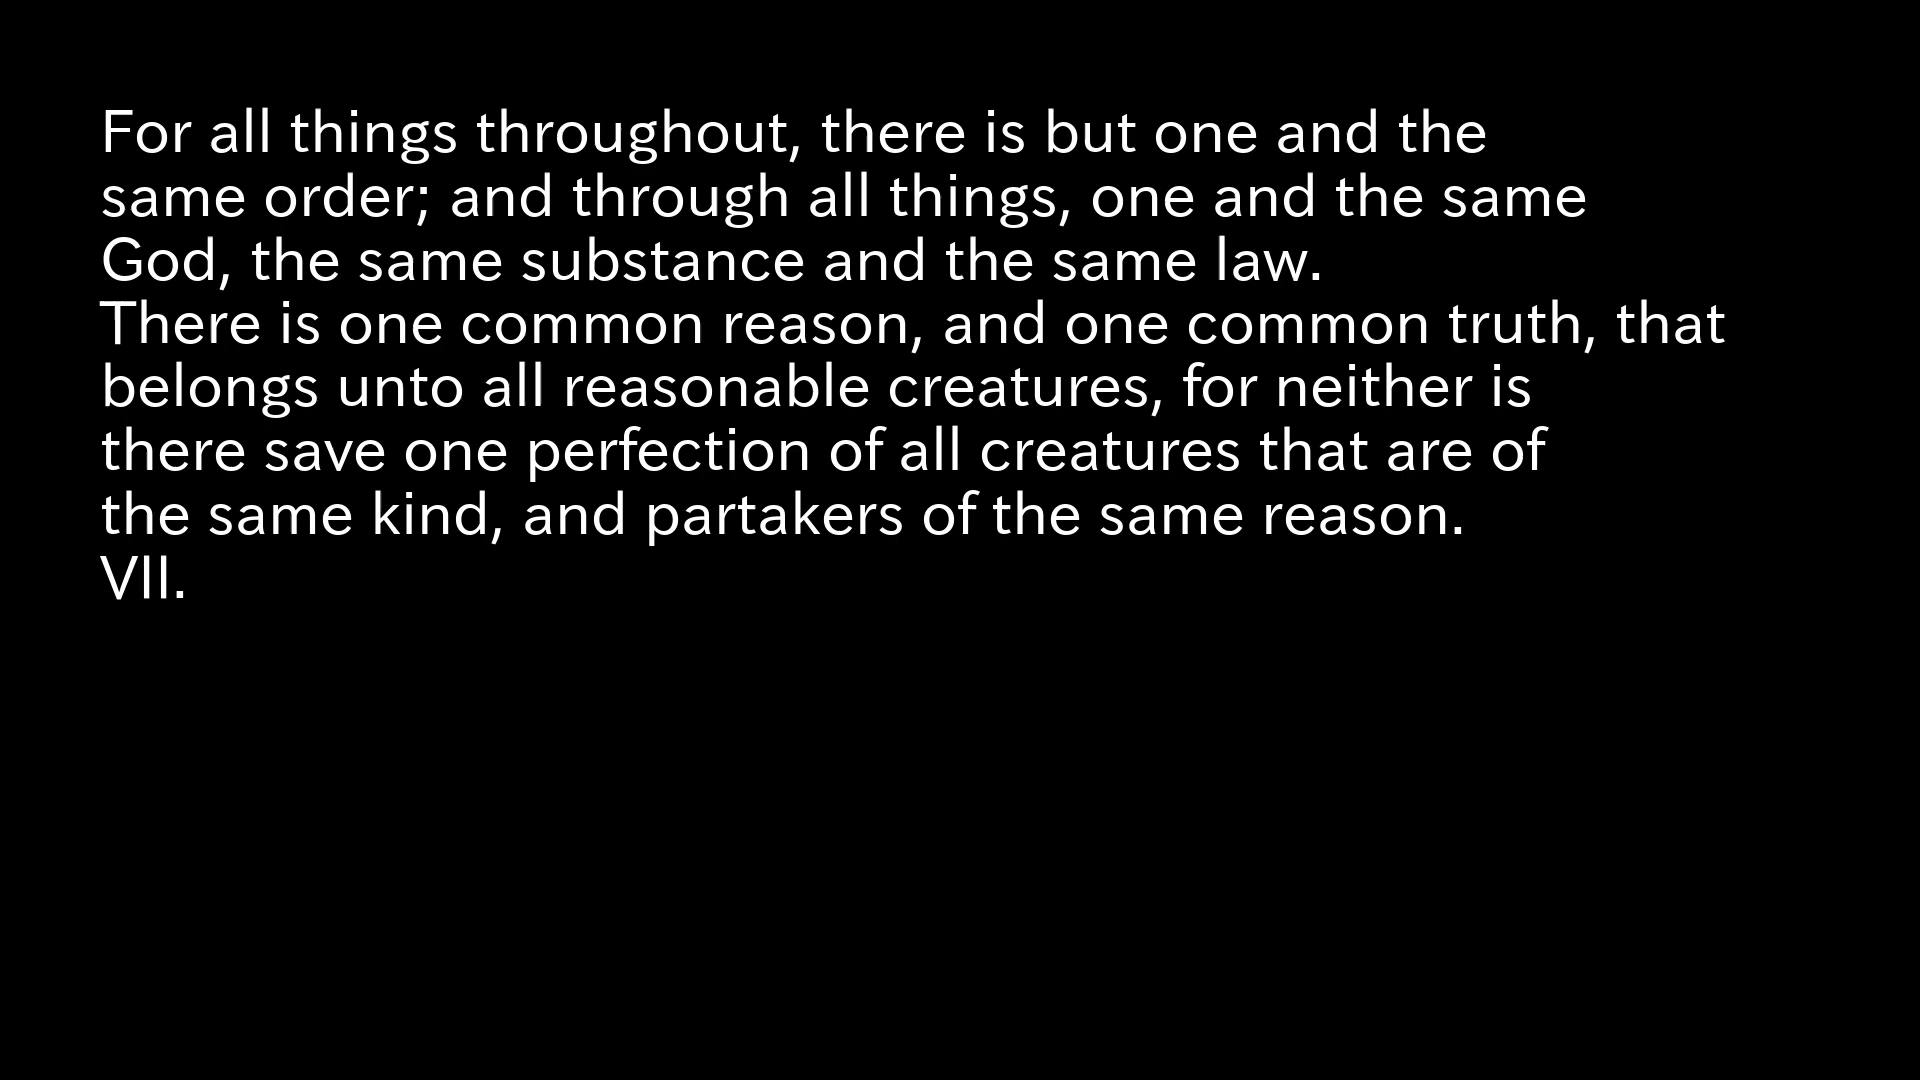 For all things throughout, there is but one and the
same order; and through all things, one and the same
God, the same substance and the same law.
There is one common reason, and one common truth, that
belongs unto all reasonable creatures, for neither is
there save one perfection of all creatures that are of
the same kind, and partakers of the same reason.
VII.